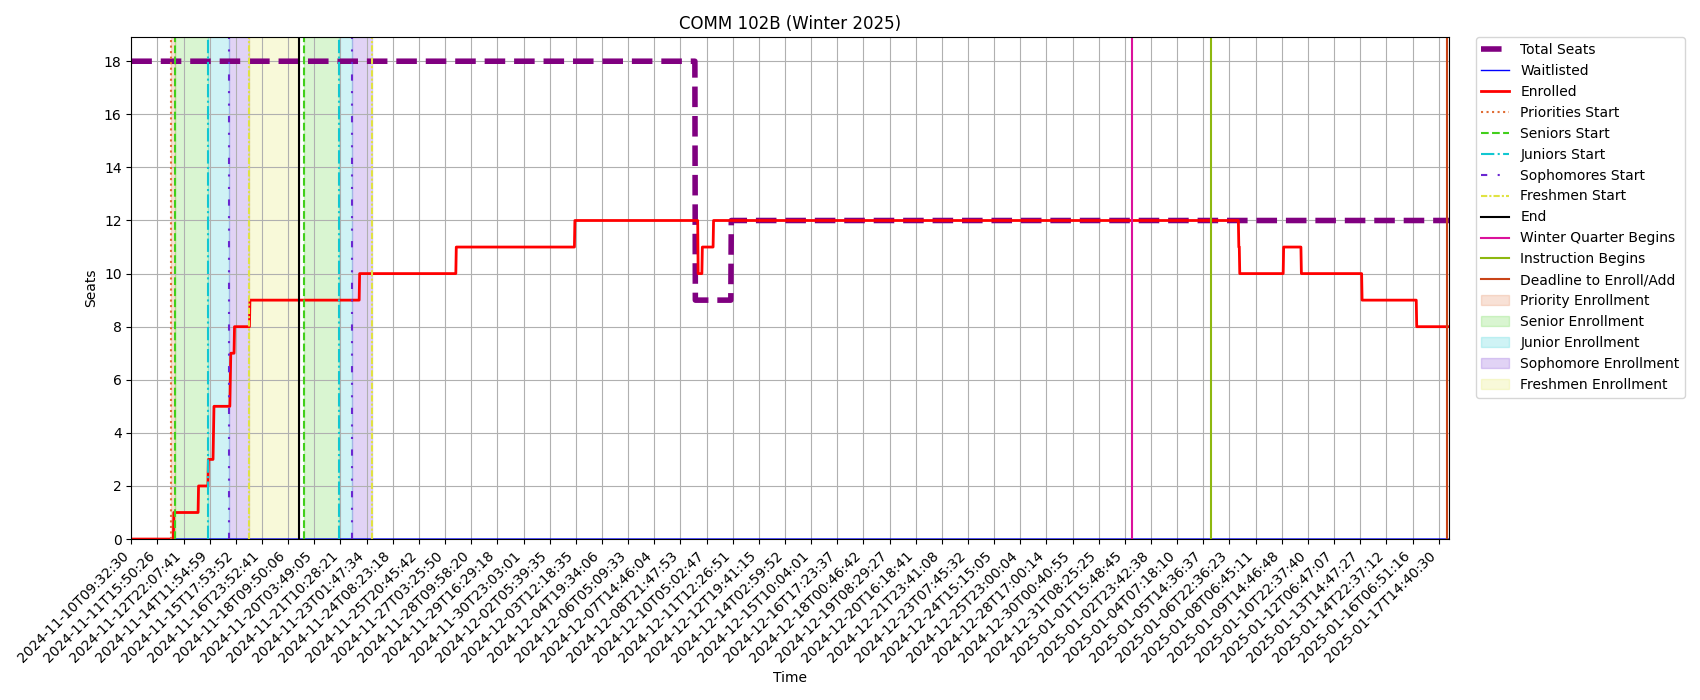 COMM 102B (Winter 2025)
Seats
18
16
14
12
10
8
6
4
2
0
2024-11-10T09:32:30
2024-11-11T15:50:26
2024-11-12T22:07:41
2024-11-14T11:54:59
2024-11-15T17:53:52
2024-11-16T23:52:41
2024-11-18T09:50:06
2024-11-20T03:49:05
2024-11-21T10:28:21
2024-11-23T01:47:34
2024-11-24T08:23:18
2024-11-25T20:45:42
2024-11-27T03:25:50
2024-11-28T09:58:20
2024-11-29T16:29:18
2024-11-30T23:03:01
2024-12-02T05:39:35
2024-12-03T12:18:35
2024-12-04T19:34:06
2024-12-06T05:09:33
2024-12-07T14:46:04
2024-12-08T21:47:53
2024-12-10T05:02:47
2024-12-11T12:26:51
2024-12-12T19:41:15
2024-12-14T02:59:52
2024-12-15T10:04:01
2024-12-16T17:23:37
2024-12-18T00:46:42
2024-12-19T08:29:27
2024-12-20T16:18:41
2024-12-21T23:41:08
2024-12-23T07:45:32
2024-12-24T15:15:05
2024-12-25T23:00:04
2024-12-28T17:00:14
2024-12-30T00:40:55
2024-12-31T08:25:25
2025-01-01T15:48:45
2025-01-02T23:42:38
2025-01-04T07:18:10
2025-01-05T14:36:37
2025-01-06T22:36:23
2025-01-08T06:45:11
2025-01-09T14:46:48
2025-01-10T22:37:40
2025-01-12T06:47:07
2025-01-13T14:47:27
2025-01-14T22:37:12
2025-01-16T06:51:16
2025-01-17T14:40:30
Time
Total Seats
Waitlisted
Enrolled
Priorities Start
Seniors Start
Juniors Start
Sophomores Start
Freshmen Start
End
Winter Quarter Begins
Instruction Begins
Deadline to Enroll/Add
Priority Enrollment
Senior Enrollment
Junior Enrollment
Sophomore Enrollment
Freshmen Enrollment